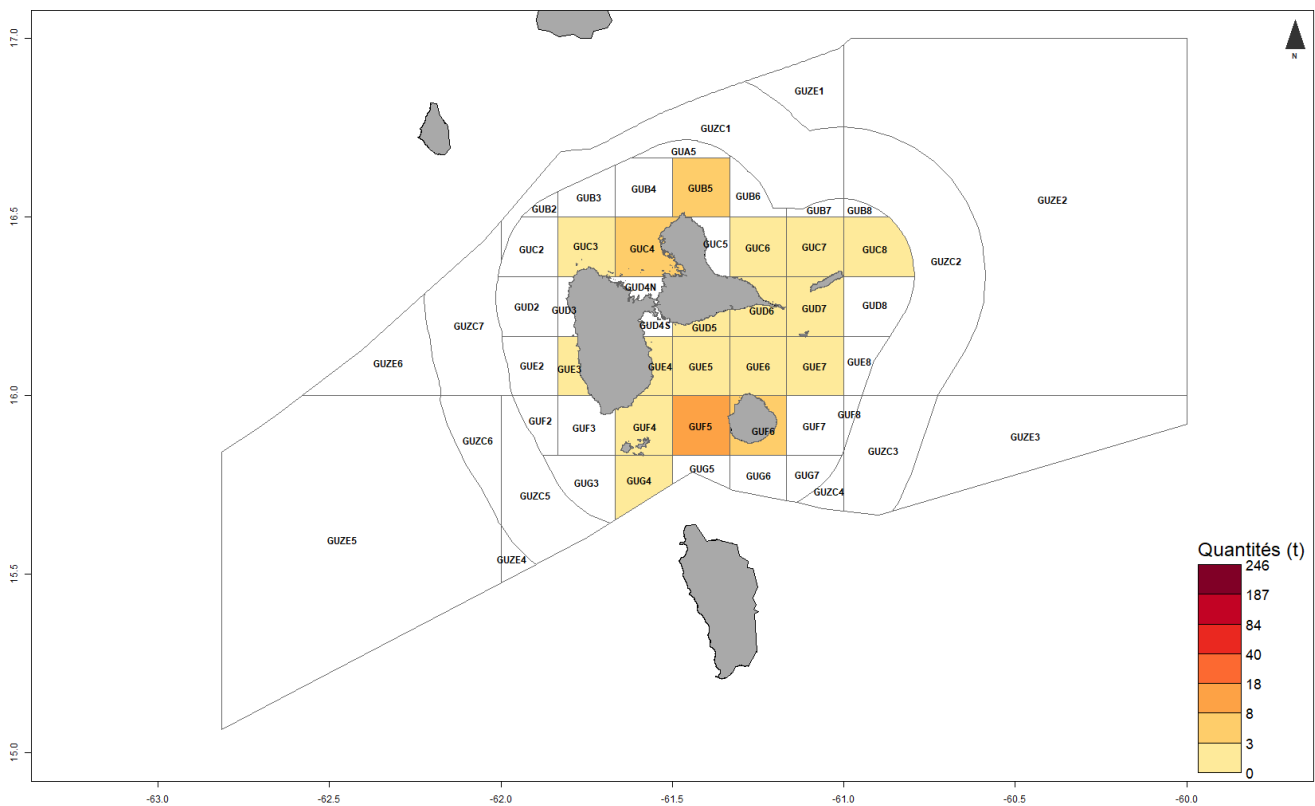 17.0
N
GUZE1
GUZC1
GUA5
GUB4
GUB5
GUB3
GUB6
GUZE2
GUB2
GUB7
GUB8
16.5
GUC2
GUC3
GUC4
GUC5
GUC6
GUC7
GUC8
GUZC2
GUD4N
GUD2
GUD3
GUD6
GUD7
GUD8
GUZC7
GUD4S
GUD5
GUZE6
GUE2
GUE3
GUE4
GUE5
GUE6
GUE7
GUE8
16.0
GUF2
GUF3
GUF4
GUF5
GUF6
GUF7
GUF8
GUZC6
GUZE3
GUZC3
GUG5
GUG3
GUG4
GUG6
GUG7
GUZC5
GUZC4
GUZE5
GUZE4
15.5
Quantités (t)
246
187
84
40
18
8
3
0
15.0
-63.0
-62.5
-62.0
-61.5
-61.0
-60.5
-60.0